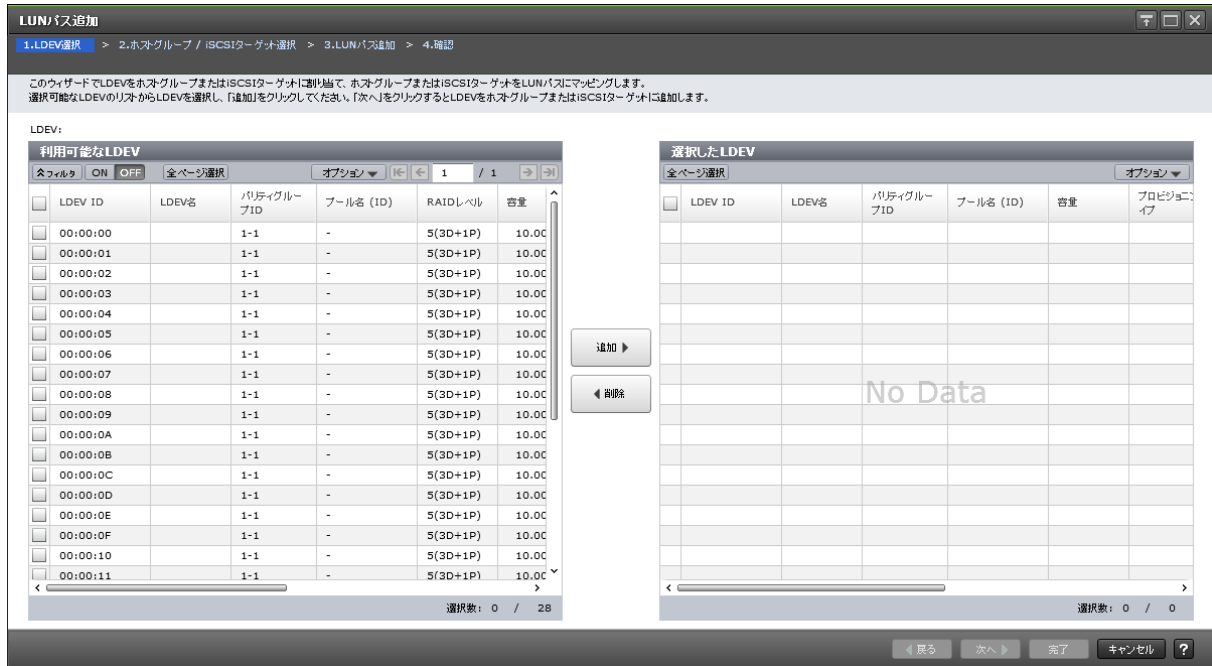 LUNパス追加
1.LDEV選択 > 2.ホストグループ / iSCSIターゲット選択 > 3.LUNパス追加 > 4.確認
このウィザードでLDEVをホストグループまたはiSCSIターゲットに割り当て、ホストグループまたはiSCSIターゲットをLUNパスにマッピングします。
選択可能なLDEVのリストからLDEVを選択し、「追加」をクリックしてください。「次へ」をクリックするとLDEVをホストグループまたはiSCSIターゲットに追加します。
LDEV:
利用可能なLDEV
フィルタ ON OFF 全ページ選択 オプション 1 / 1
LDEV ID LDEV名 パリティグループID プール名 (ID) RAIDレベル 容量
00:00:00 1-1 - 5(3D+1P) 10.00
00:00:01 1-1 - 5(3D+1P) 10.00
00:00:02 1-1 - 5(3D+1P) 10.00
00:00:03 1-1 - 5(3D+1P) 10.00
00:00:04 1-1 - 5(3D+1P) 10.00
00:00:05 1-1 - 5(3D+1P) 10.00
00:00:06 1-1 - 5(3D+1P) 10.00
00:00:07 1-1 - 5(3D+1P) 10.00
00:00:08 1-1 - 5(3D+1P) 10.00
00:00:09 1-1 - 5(3D+1P) 10.00
00:00:0A 1-1 - 5(3D+1P) 10.00
00:00:0B 1-1 - 5(3D+1P) 10.00
00:00:0C 1-1 - 5(3D+1P) 10.00
00:00:0D 1-1 - 5(3D+1P) 10.00
00:00:0E 1-1 - 5(3D+1P) 10.00
00:00:0F 1-1 - 5(3D+1P) 10.00
00:00:10 1-1 - 5(3D+1P) 10.00
00:00:11 1-1 - 5(3D+1P) 10.00
選択数: 0 / 28
追加
削除
選択したLDEV
全ページ選択 オプション
LDEV ID LDEV名 パリティグループID プール名 (ID) 容量 プロビジョニ イプ
No Data
選択数: 0 / 0
戻る 次へ 完了 キャンセル ?